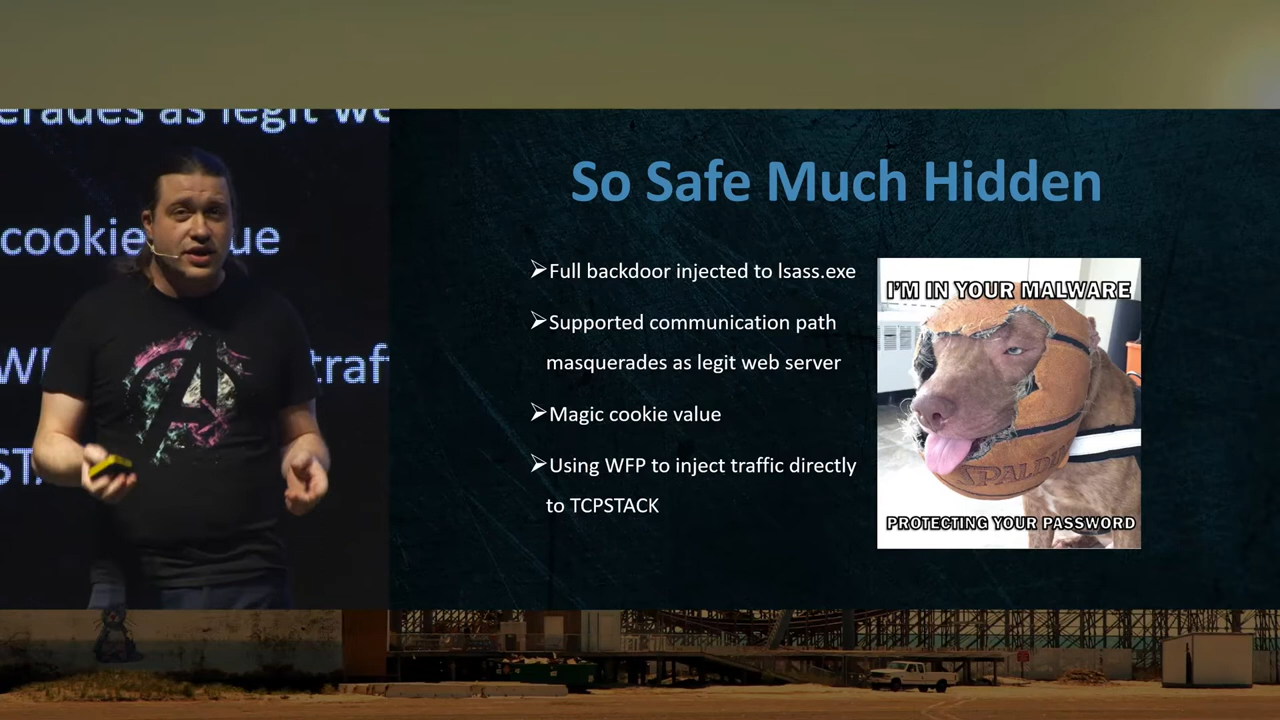 erades as legit we
cookie ue
traf
So Safe Much Hidden
➢Full backdoor injected to lsass.exe
➢Supported communication path
masquerades as legit web server
➢Magic cookie value
➢Using WFP to inject traffic directly
to TCPSTACK
I'M IN YOUR MALWARE
SPALDING
PROTECTING YOUR PASSWORD